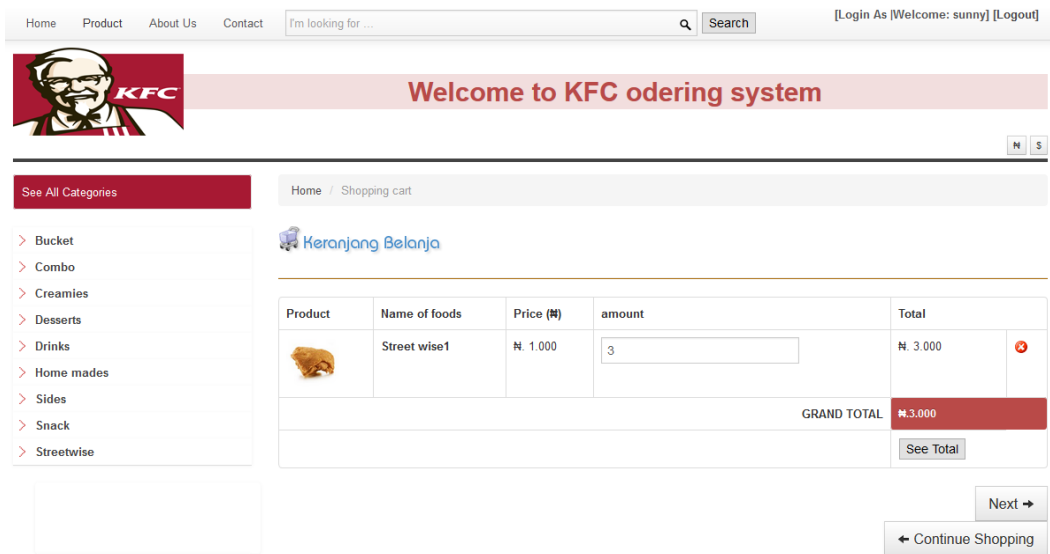 Home Product About Us Contact I'm looking for ... Search [Login As |Welcome: sunny] [Logout]
KFC
Welcome to KFC odering system
₦ $
See All Categories
Home / Shopping cart
Bucket
Combo
Creamies
Desserts
Drinks
Home mades
Sides
Snack
Streetwise
Keranjang Belanja
Product Name of foods Price (₦) amount Total
Street wise1 ₦. 1.000 3 ₦. 3.000
GRAND TOTAL ₦.3.000
See Total
Next
Continue Shopping